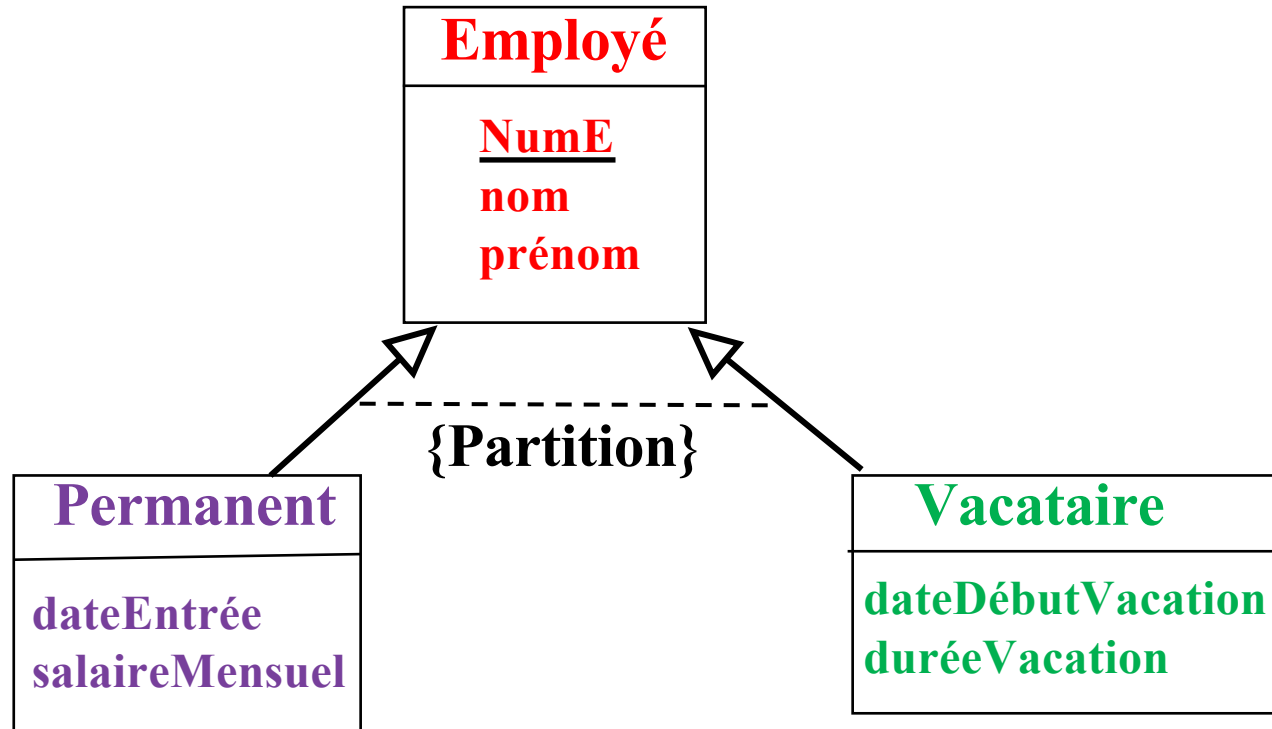 Employé
NumE
nom
prénom
{Partition}
Permanent
dateEntrée
salaireMensuel
Vacataire
dateDébutVacation
duréeVacation